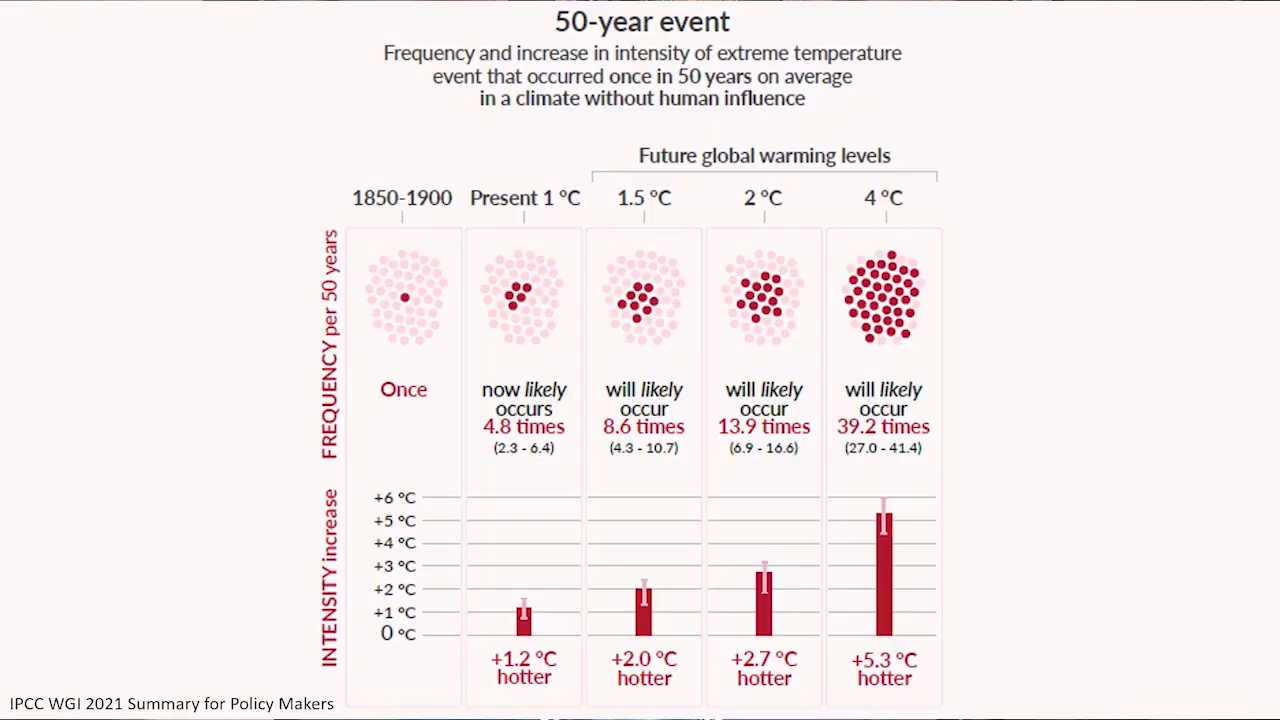 50-year event
Frequency and increase in intensity of extreme temperature
event that occurred once in 50 years on average
in a climate without human influence
Future global warming levels
1850-1900 Present 1 °C 1.5 °C 2 °C 4 °C
FREQUENCY per 50 years
Once
now likely
occurs
4.8 times
(2.3 - 6.4)
will likely
occur
8.6 times
(4.3 - 10.7)
will likely
occur
13.9 times
(6.9 - 16.6)
will likely
occur
39.2 times
(27.0 - 41.4)
INTENSITY increase
+6 °C
+5 °C
+4 °C
+3 °C
+2 °C
+1 °C
0 °C
+1.2 °C
hotter
+2.0 °C
hotter
+2.7 °C
hotter
+5.3 °C
hotter
IPCC WGI 2021 Summary for Policy Makers